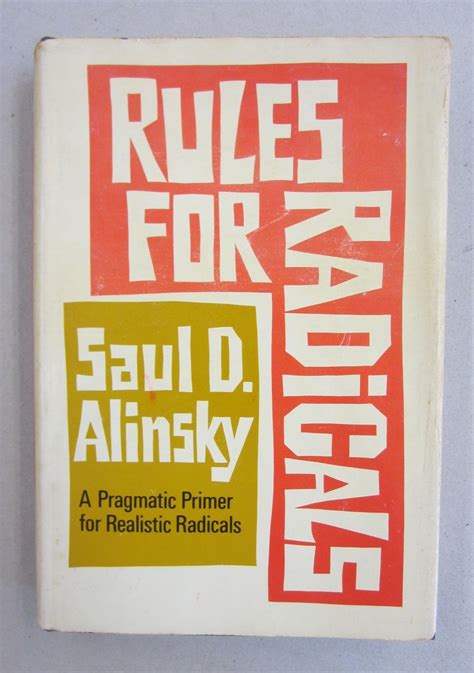 RULES
FOR
RADiCALS
Saul D.
Alinsky
A Pragmatic Primer
for Realistic Radicals